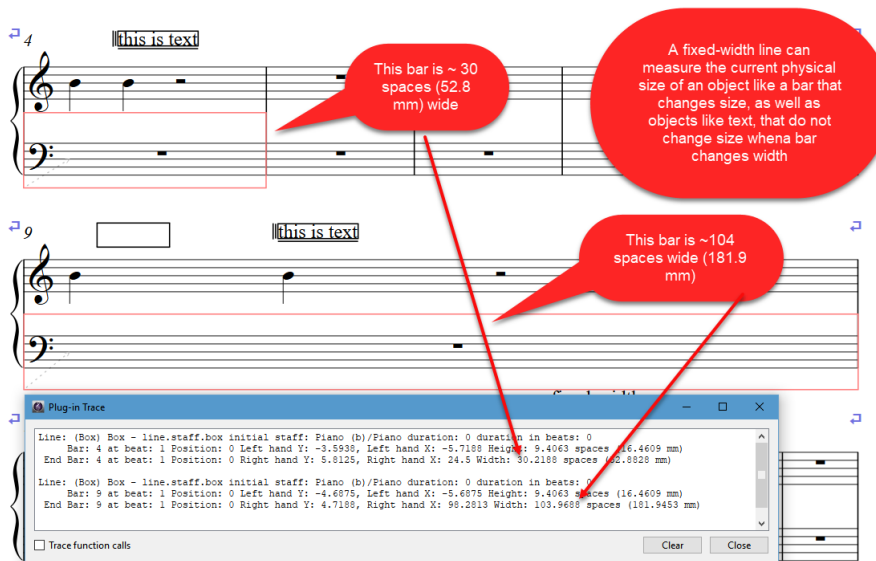 4
this is text
This bar is ~ 30
spaces (52.8
mm) wide
A fixed-width line can
measure the current physical
size of an object like a bar that
changes size, as well as
objects like text, that do not
change size whena bar
changes width
9
this is text
This bar is ~104
spaces wide (181.9
mm)
Plug-in Trace
Line: (Box) Box - line.staff.box initial staff: Piano (b)/Piano duration: 0 duration in beats: 0
Bar: 4 at beat: 1 Position: 0 Left hand Y: -3.5938, Left hand X: -5.7188 Height: 9.4063 spaces (16.4609 mm)
End Bar: 4 at beat: 1 Position: 0 Right hand Y: 5.8125, Right hand X: 24.5 Width: 30.2188 spaces (52.8828 mm)
Line: (Box) Box - line.staff.box initial staff: Piano (b)/Piano duration: 0 duration in beats: 0
Bar: 9 at beat: 1 Position: 0 Left hand Y: -4.6875, Left hand X: -5.6875 Height: 9.4063 spaces (16.4609 mm)
End Bar: 9 at beat: 1 Position: 0 Right hand Y: 4.7188, Right hand X: 98.2813 Width: 103.9688 spaces (181.9453 mm)
Trace function calls
Clear
Close